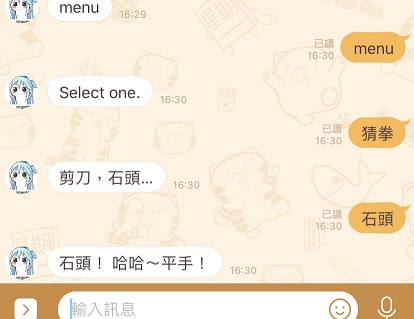 menu
16:29
已讀
16:30
menu
Select one.
16:30
已讀
16:30
猜拳
剪刀，石頭...
16:30
已讀
16:30
石頭
石頭！ 哈哈～平手！
16:30
輸入訊息